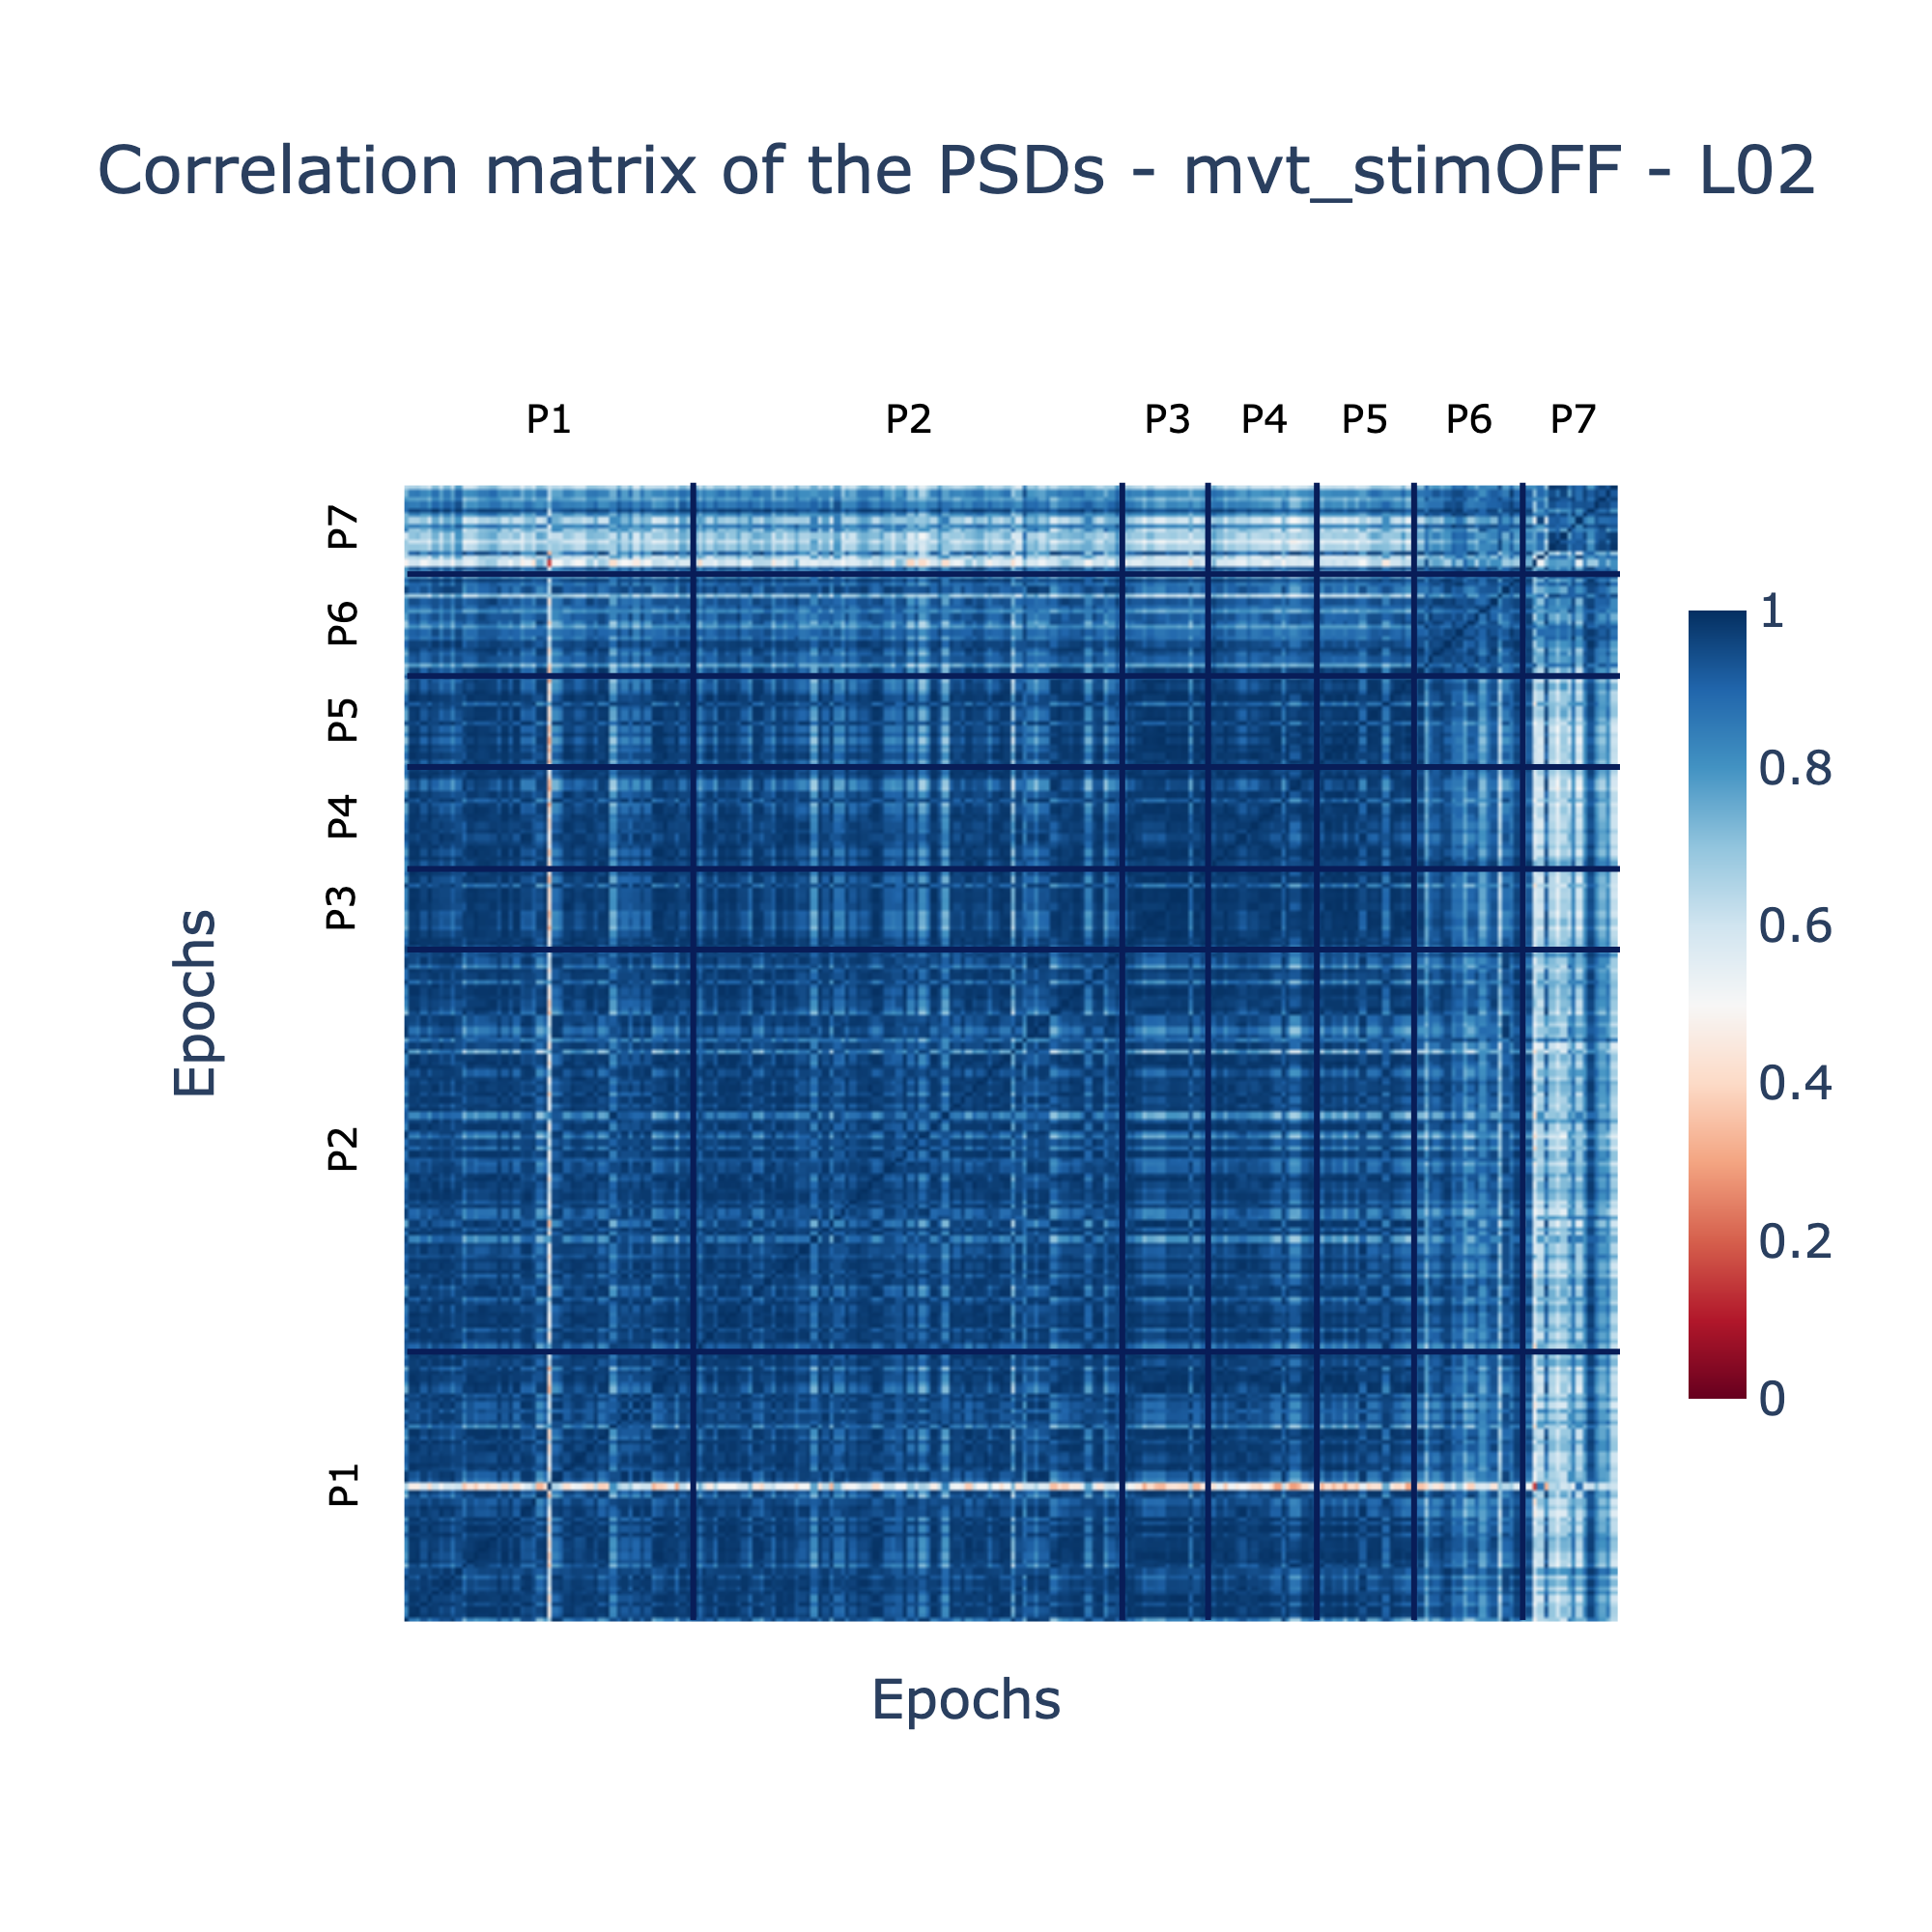 Correlation matrix of the PSDs - mvt_stimOFF - L02
P1 P2 P3 P4 P5 P6 P7
P7
P6
P5
P4
P3
P2
P1
Epochs
Epochs
1
0.8
0.6
0.4
0.2
0